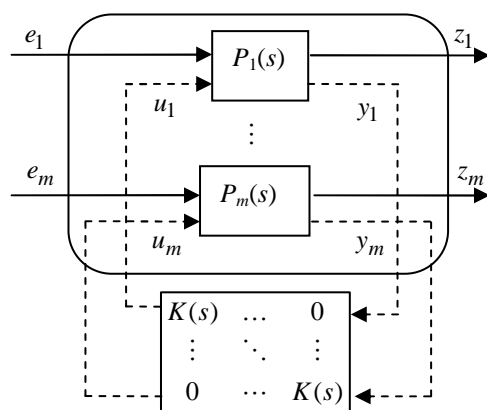 e₁ P₁(s) z₁
u₁ y₁
⋮
eₘ Pₘ(s) zₘ
uₘ yₘ
K(s) … 0
⋮ ⋱ ⋮
0 … K(s)